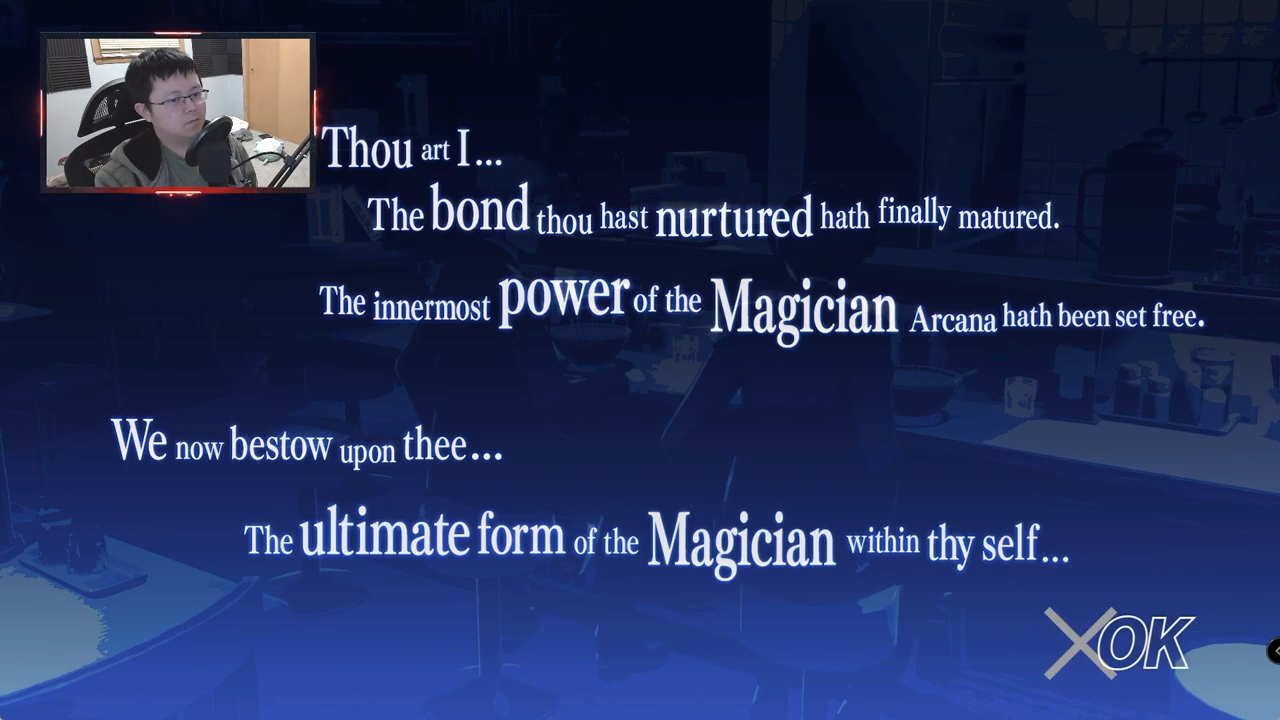 Thou art I...
The bond thou hast nurtured hath finally matured.
The innermost power of the Magician Arcana hath been set free.
We now bestow upon thee...
The ultimate form of the Magician within thy self...
OK